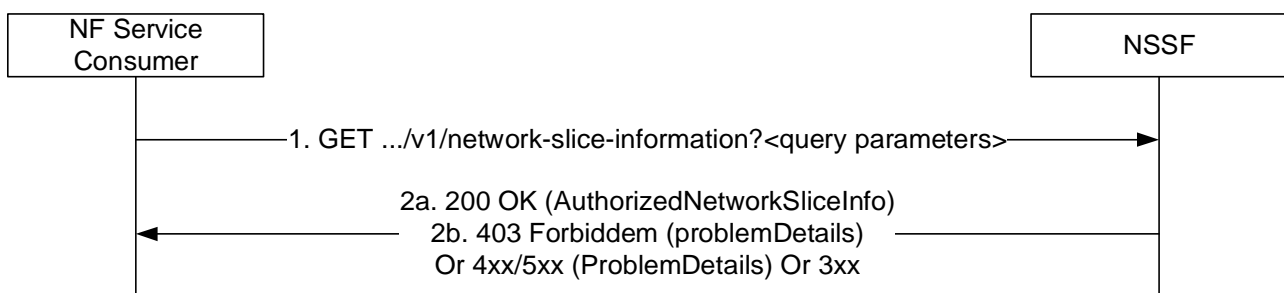 NF Service
Consumer
NSSF
1. GET .../v1/network-slice-information?<query parameters>
2a. 200 OK (AuthorizedNetworkSliceInfo)
2b. 403 Forbiddem (problemDetails)
Or 4xx/5xx (ProblemDetails) Or 3xx